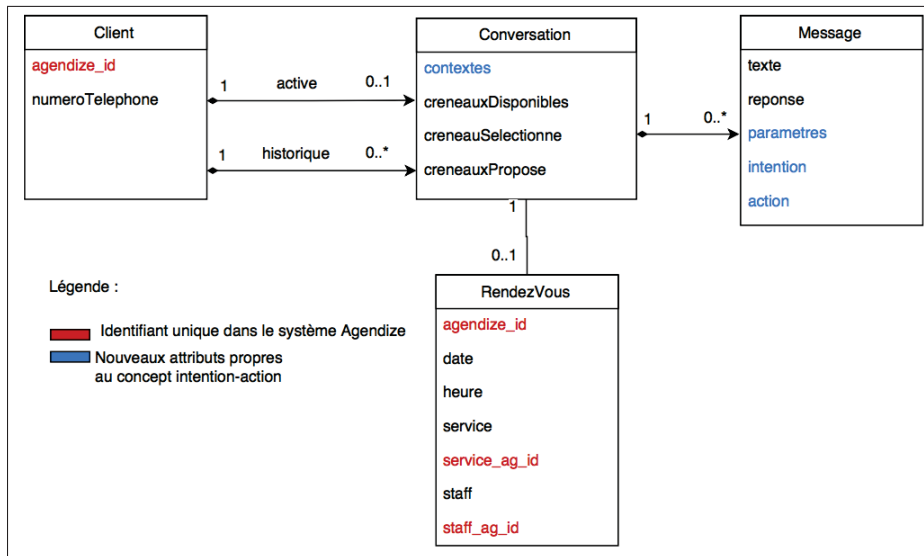 Client
agendize_id
numeroTelephone
1
active
0..1
1
historique
0..*
Conversation
contextes
creneauxDisponibles
creneauSelectionne
creneauxPropose
1
0..*
Message
texte
reponse
parametres
intention
action
1
0..1
RendezVous
agendize_id
date
heure
service
service_ag_id
staff
staff_ag_id
Légende :
Identifiant unique dans le système Agendize
Nouveaux attributs propres
au concept intention-action